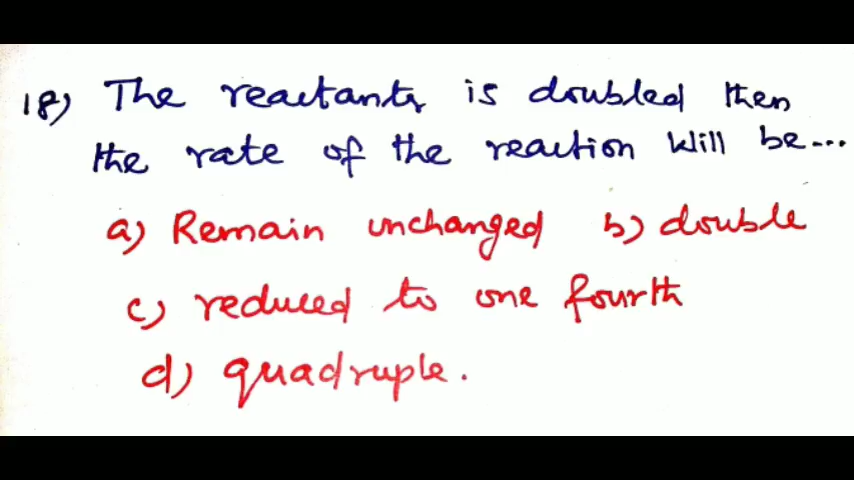 18) The reactants is doubled then
the rate of the reaction will be...
a) Remain unchanged b) double
c) reduced to one fourth
d) quadruple.